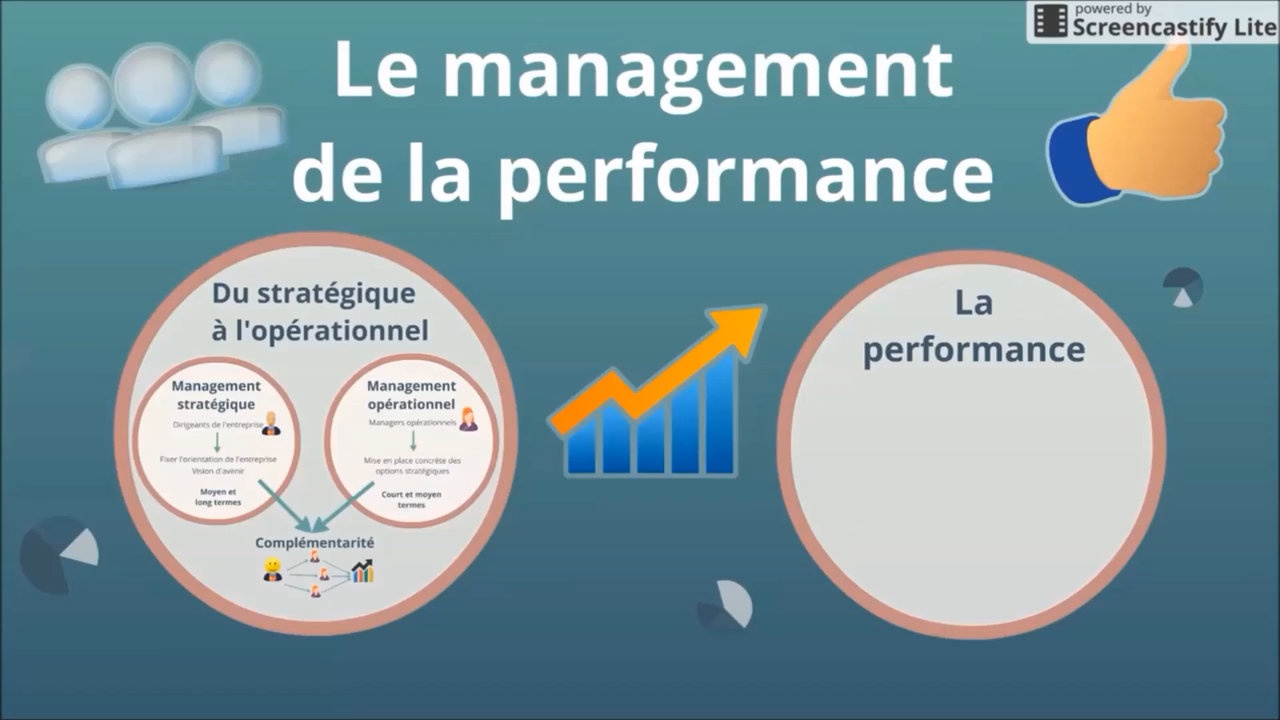 powered by
Screencastify Lite
Le management
de la performance
Du stratégique
à l'opérationnel
Management
stratégique
Dirigeants de l'entreprise
Fixer l'orientation de l'entreprise
Vision d'avenir
Moyen et
long termes
Management
opérationnel
Managers opérationnels
Mise en place concrète des
options stratégiques
Court et moyen
termes
Complémentarité
La
performance